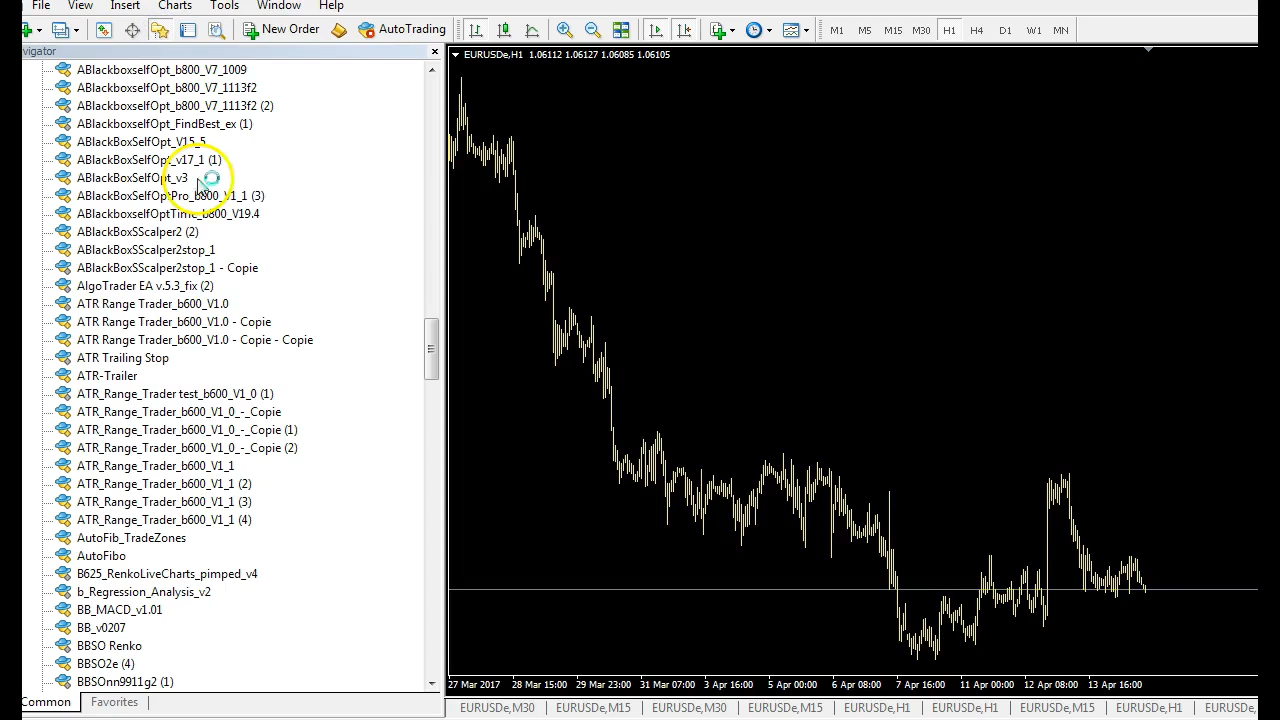 File View Insert Charts Tools Window Help
New Order AutoTrading M1 M5 M15 M30 H1 H4 D1 W1 MN
vigator
EURUSDe,H1 1.06112 1.06127 1.06085 1.06105
ABlackboxselfOpt_b800_V7_1009
ABlackboxselfOpt_b800_V7_1113f2
ABlackboxselfOpt_b800_V7_1113f2 (2)
ABlackboxselfOpt_FindBest_ex (1)
ABlackBoxSelfOpt_V15_5
ABlackBoxSelfOpt_v17_1 (1)
ABlackBoxSelfOpt_v3
ABlackBoxSelfOptPro_b800_V1_1 (3)
ABlackboxselfOptTime_b800_V19.4
ABlackBoxSScalper2 (2)
ABlackBoxSScalper2stop_1
ABlackBoxSScalper2stop_1 - Copie
AlgoTrader EA v.5.3_fix (2)
ATR Range Trader_b600_V1.0
ATR Range Trader_b600_V1.0 - Copie
ATR Range Trader_b600_V1.0 - Copie - Copie
ATR Trailing Stop
ATR-Trailer
ATR_Range_Trader test_b600_V1_0 (1)
ATR_Range_Trader_b600_V1_0_-_Copie
ATR_Range_Trader_b600_V1_0_-_Copie (1)
ATR_Range_Trader_b600_V1_0_-_Copie (2)
ATR_Range_Trader_b600_V1_1
ATR_Range_Trader_b600_V1_1 (2)
ATR_Range_Trader_b600_V1_1 (3)
ATR_Range_Trader_b600_V1_1 (4)
AutoFib_TradeZones
AutoFibo
B625_RenkoLiveCharts_pimped_v4
b_Regression_Analysis_v2
BB_MACD_v1.01
BB_v0207
BBSO Renko
BBSO2e (4)
BBSOnn9911g2 (1)
27 Mar 2017 28 Mar 15:00 29 Mar 23:00 31 Mar 07:00 3 Apr 16:00 5 Apr 00:00 6 Apr 08:00 7 Apr 16:00 11 Apr 00:00 12 Apr 08:00 13 Apr 16:00
Common Favorites
EURUSDe,M30 EURUSDe,M15 EURUSDe,M30 EURUSDe,M15 EURUSDe,H1 EURUSDe,H1 EURUSDe,M15 EURUSDe,H1 EURUSDe,